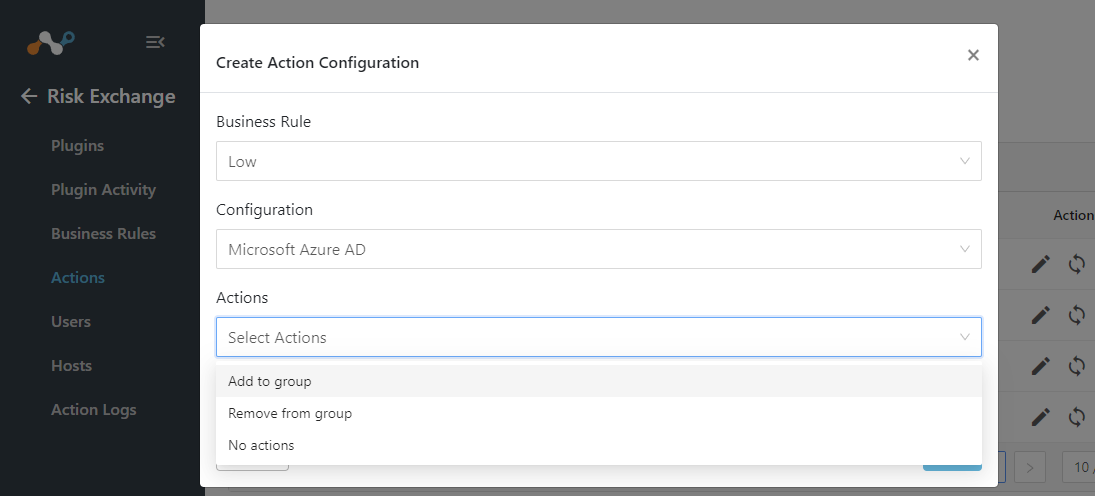 Create Action Configuration
Risk Exchange
Plugins
Plugin Activity
Business Rules
Actions
Users
Hosts
Action Logs
Business Rule
Low
Configuration
Microsoft Azure AD
Actions
Select Actions
Add to group
Remove from group
No actions
Action
10 /